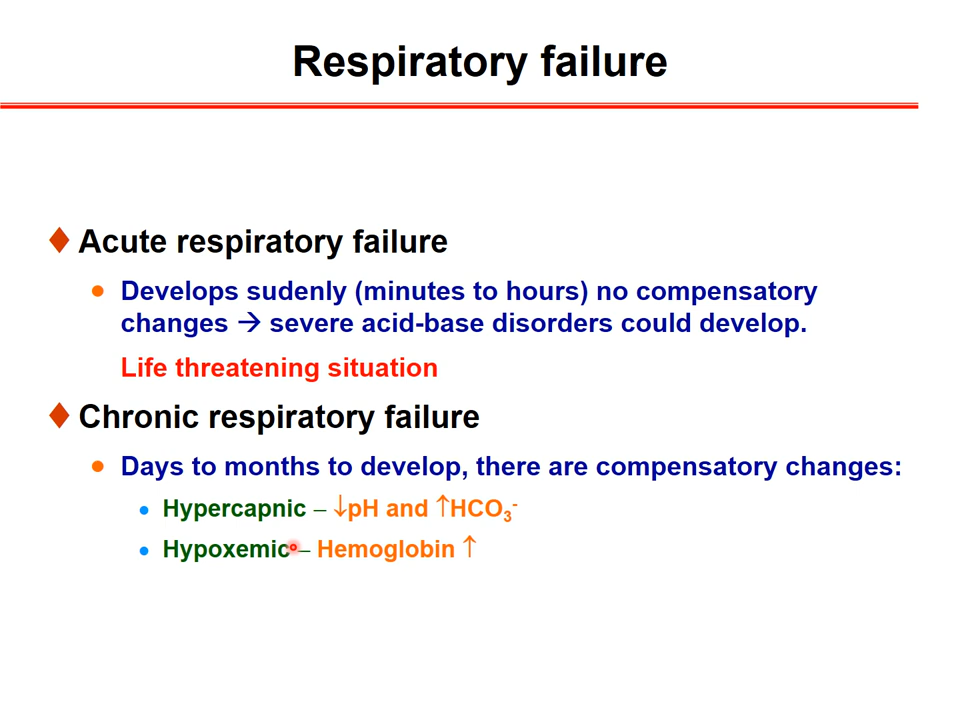 Respiratory failure
Acute respiratory failure
Develops sudenly (minutes to hours) no compensatory
changes → severe acid-base disorders could develop.
Life threatening situation
Chronic respiratory failure
Days to months to develop, there are compensatory changes:
Hypercapnic – ↓pH and ↑HCO₃⁻
Hypoxemic – Hemoglobin ↑